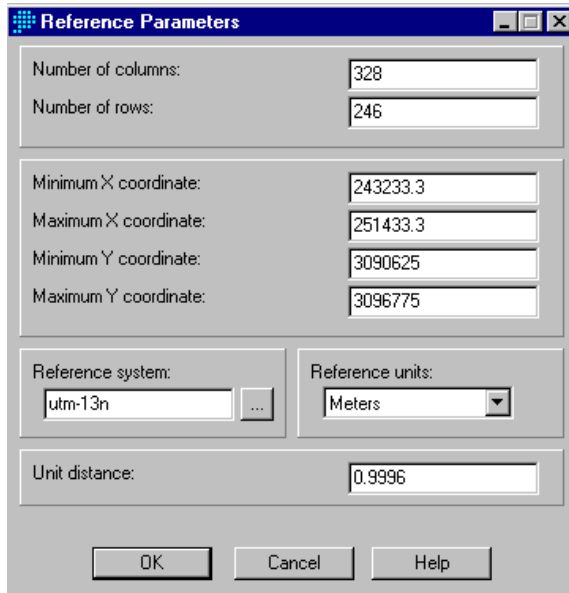 Reference Parameters
Number of columns: 328
Number of rows: 246
Minimum X coordinate: 243233.3
Maximum X coordinate: 251433.3
Minimum Y coordinate: 3090625
Maximum Y coordinate: 3096775
Reference system: Reference units:
utm-13n ... Meters
Unit distance: 0.9996
OK Cancel Help